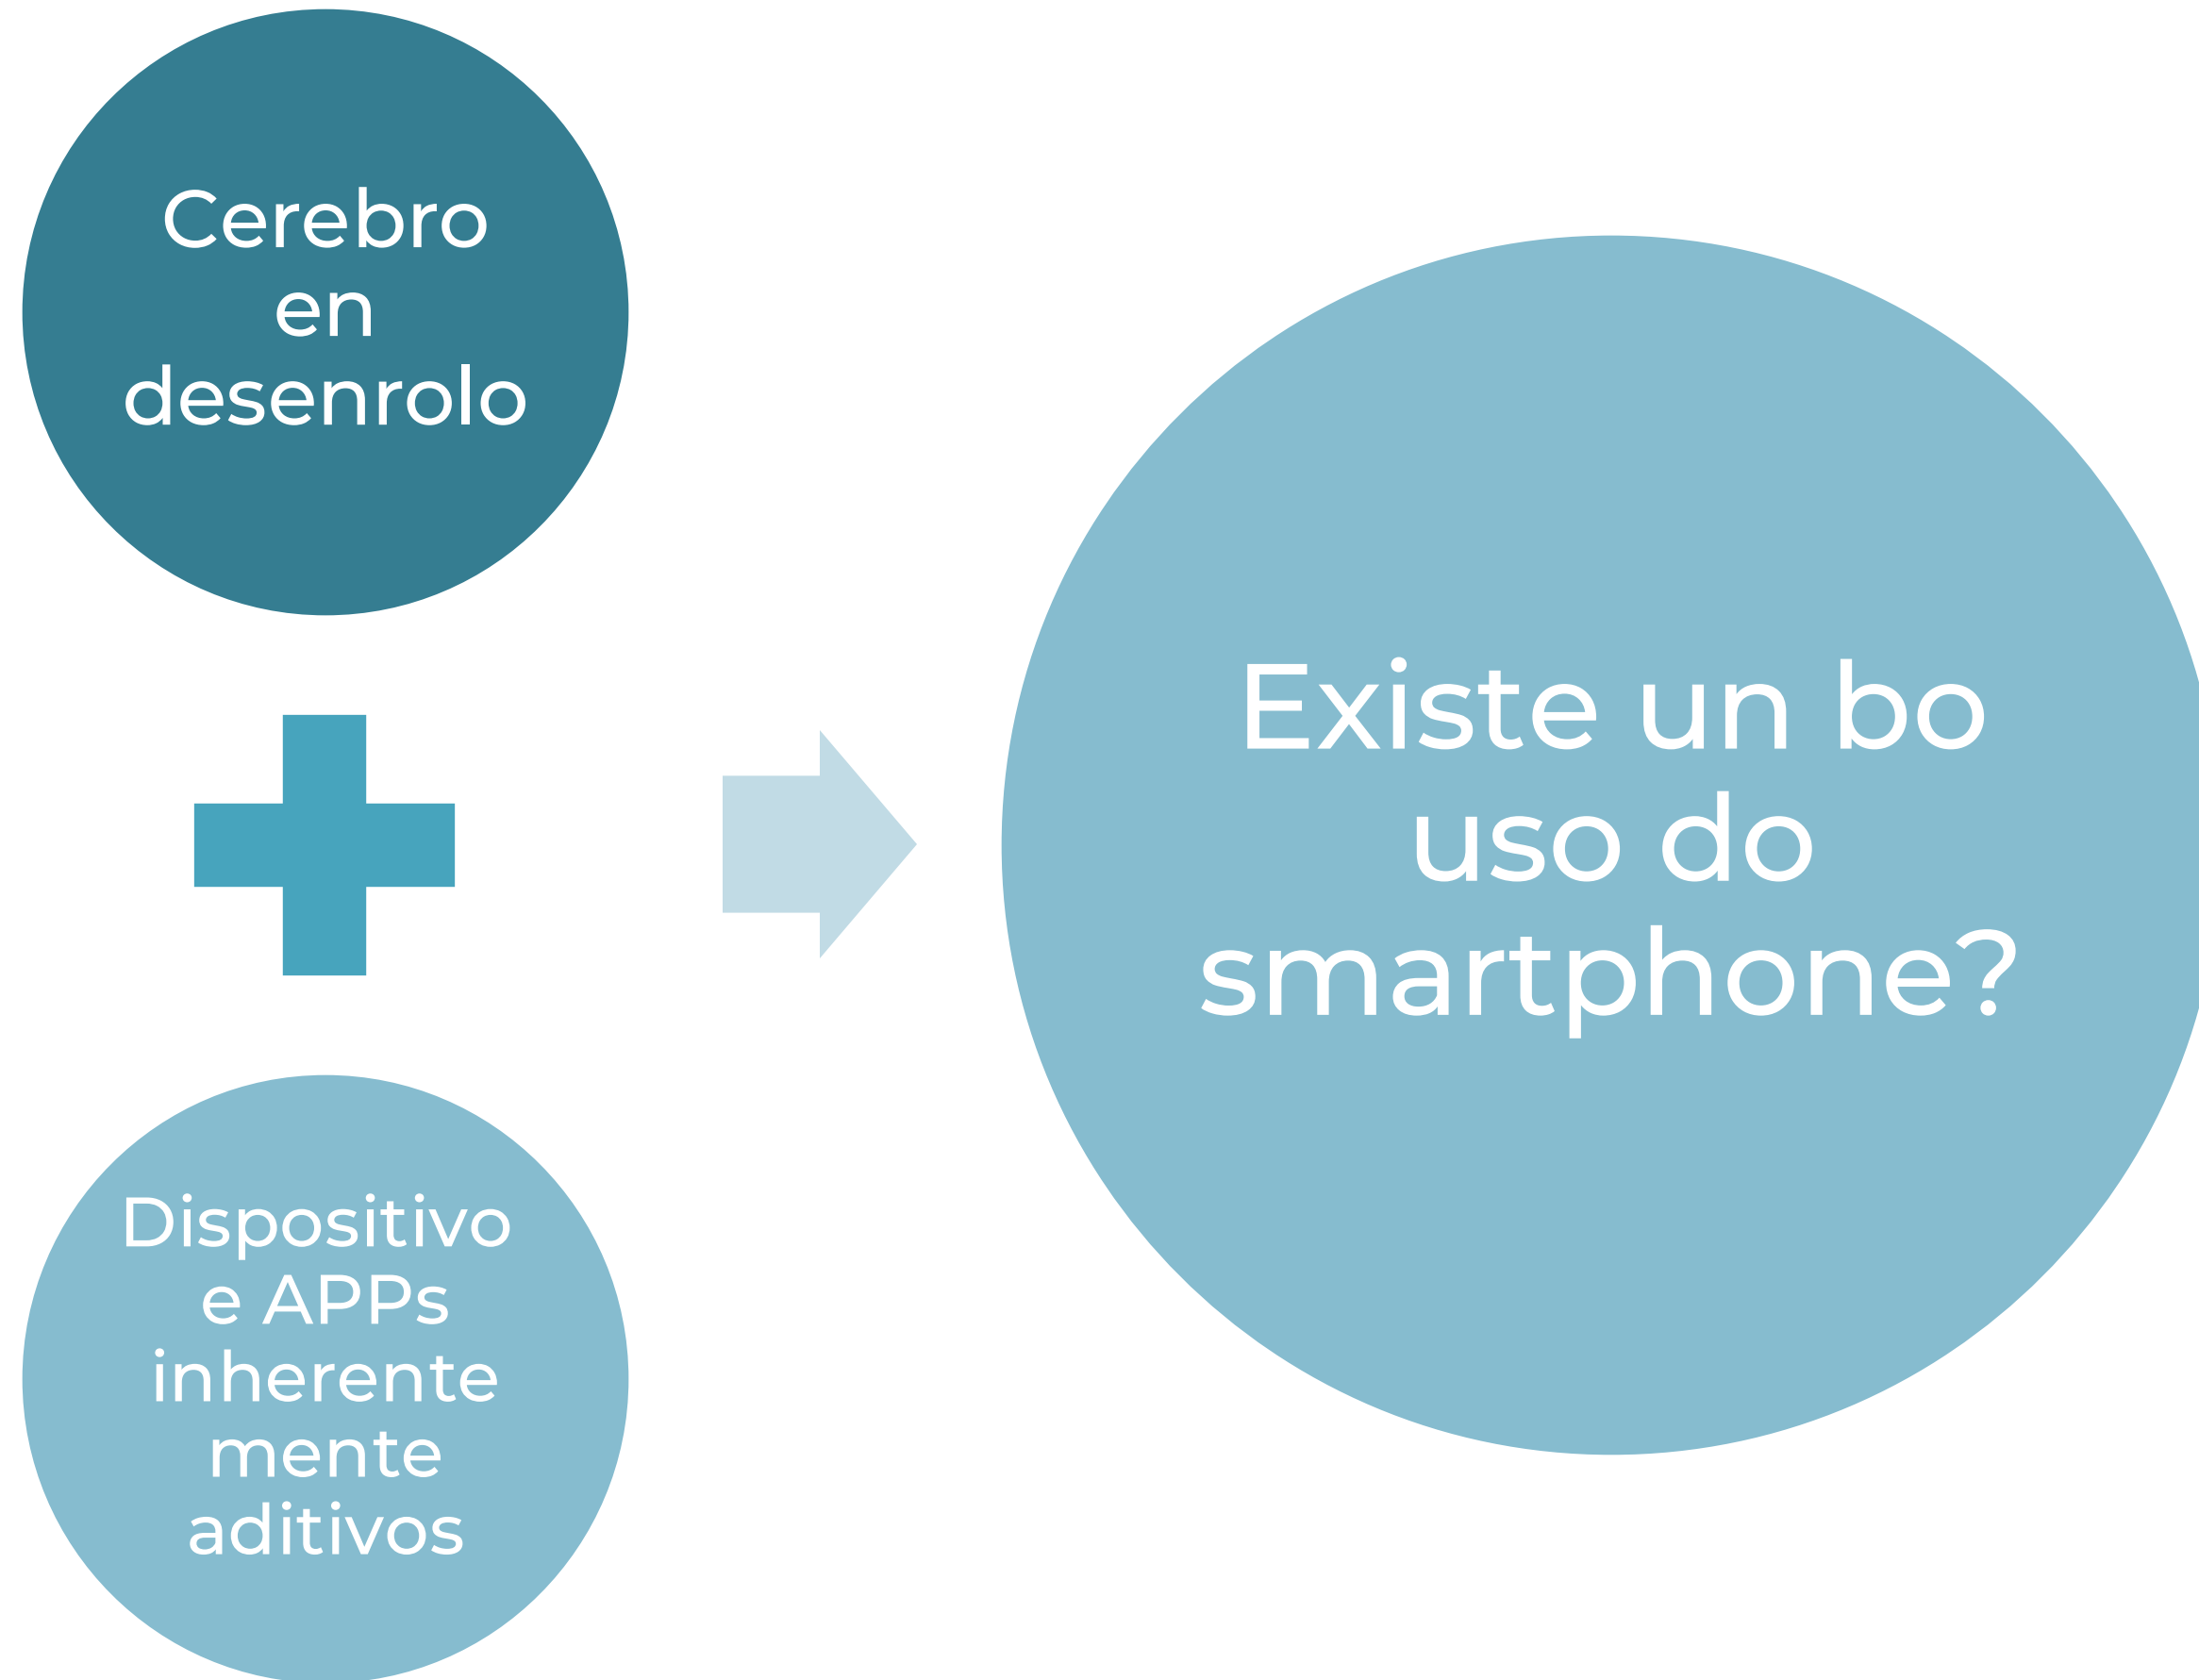 Cerebro
en
desenrolo
Dispositivo
e APPs
inherente
mente
aditivos
Existe un bo
uso do
smartphone?